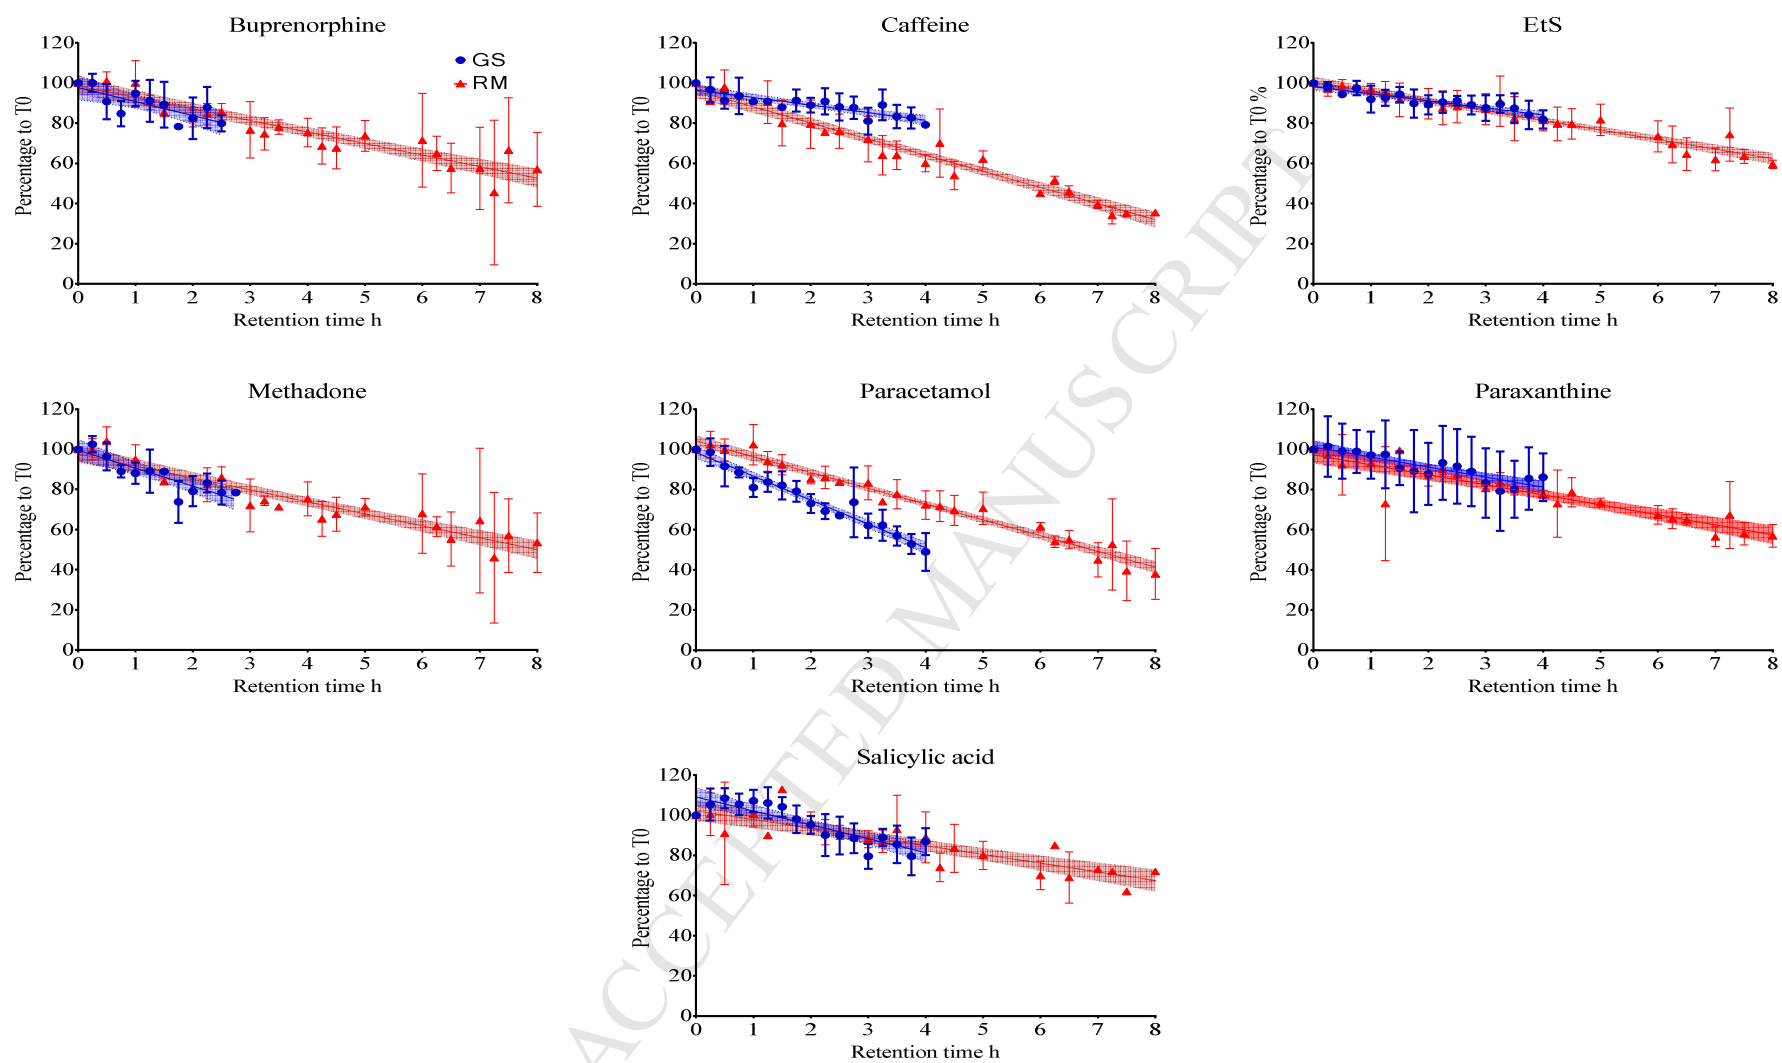 Buprenorphine
120
100
80
60
40
20
0
0 1 2 3 4 5 6 7 8
Percentage to T0
Retention time h
GS
RM
Caffeine
120
100
80
60
40
20
0
0 1 2 3 4 5 6 7 8
Percentage to T0
Retention time h
EtS
120
100
80
60
40
20
0
0 1 2 3 4 5 6 7 8
Percentage to T0 %
Retention time h
Methadone
120
100
80
60
40
20
0
0 1 2 3 4 5 6 7 8
Percentage to T0
Retention time h
Paracetamol
120
100
80
60
40
20
0
0 1 2 3 4 5 6 7 8
Percentage to T0
Retention time h
Paraxanthine
120
100
80
60
40
20
0
0 1 2 3 4 5 6 7 8
Percentage to T0
Retention time h
Salicylic acid
120
100
80
60
40
20
0
0 1 2 3 4 5 6 7 8
Percentage to T0
Retention time h
ACCEPTED MANUSCRIPT